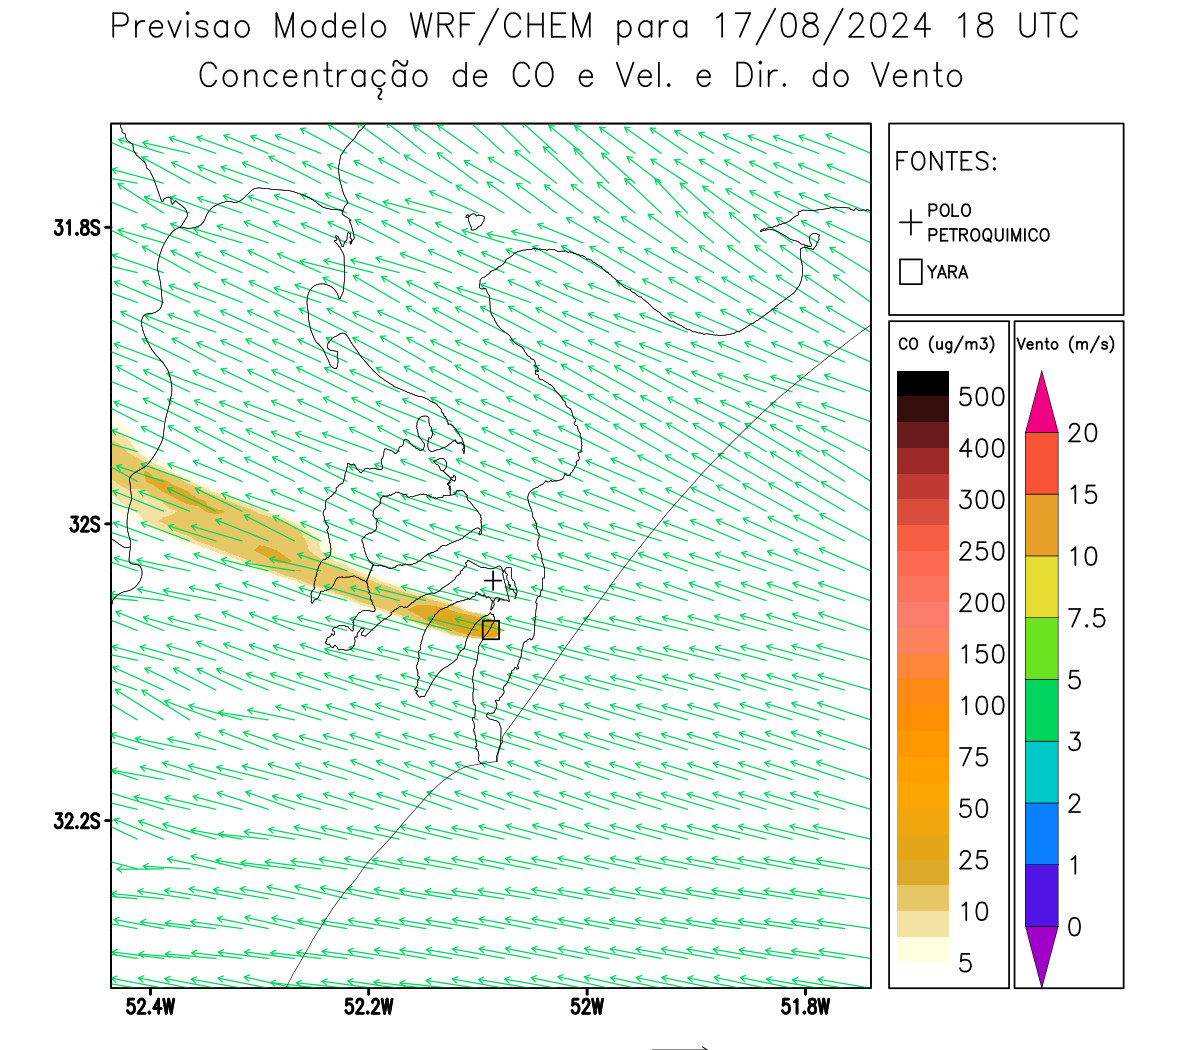 Previsao Modelo WRF/CHEM para 17/08/2024 18 UTC
Concentração de CO e Vel. e Dir. do Vento
FONTES:
POLO
PETROQUIMICO
YARA
CO (ug/m3)
500
400
300
250
200
150
100
75
50
25
10
5
Vento (m/s)
20
15
10
7.5
5
3
2
1
0
31.8S
32S
32.2S
52.4W
52.2W
52W
51.8W